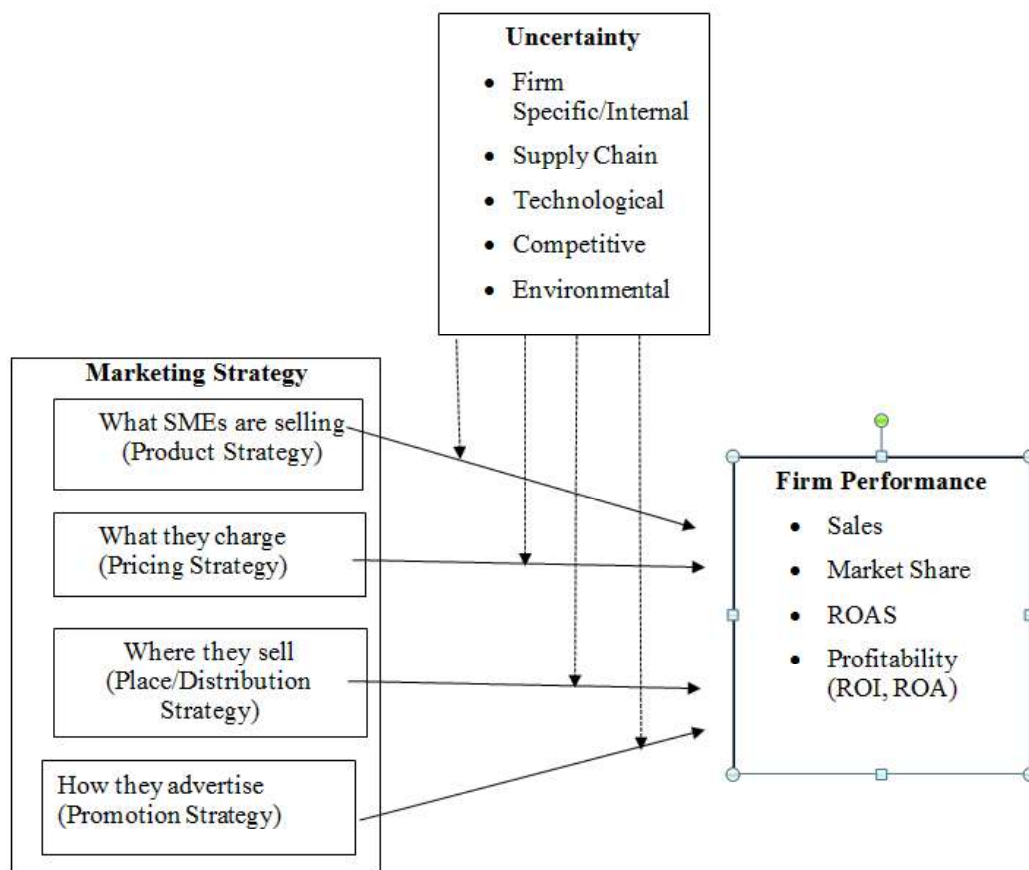 Uncertainty
• Firm
Specific/Internal
• Supply Chain
• Technological
• Competitive
• Environmental
Marketing Strategy
What SMEs are selling
(Product Strategy)
What they charge
(Pricing Strategy)
Where they sell
(Place/Distribution
Strategy)
How they advertise
(Promotion Strategy)
Firm Performance
• Sales
• Market Share
• ROAS
• Profitability
(ROI, ROA)